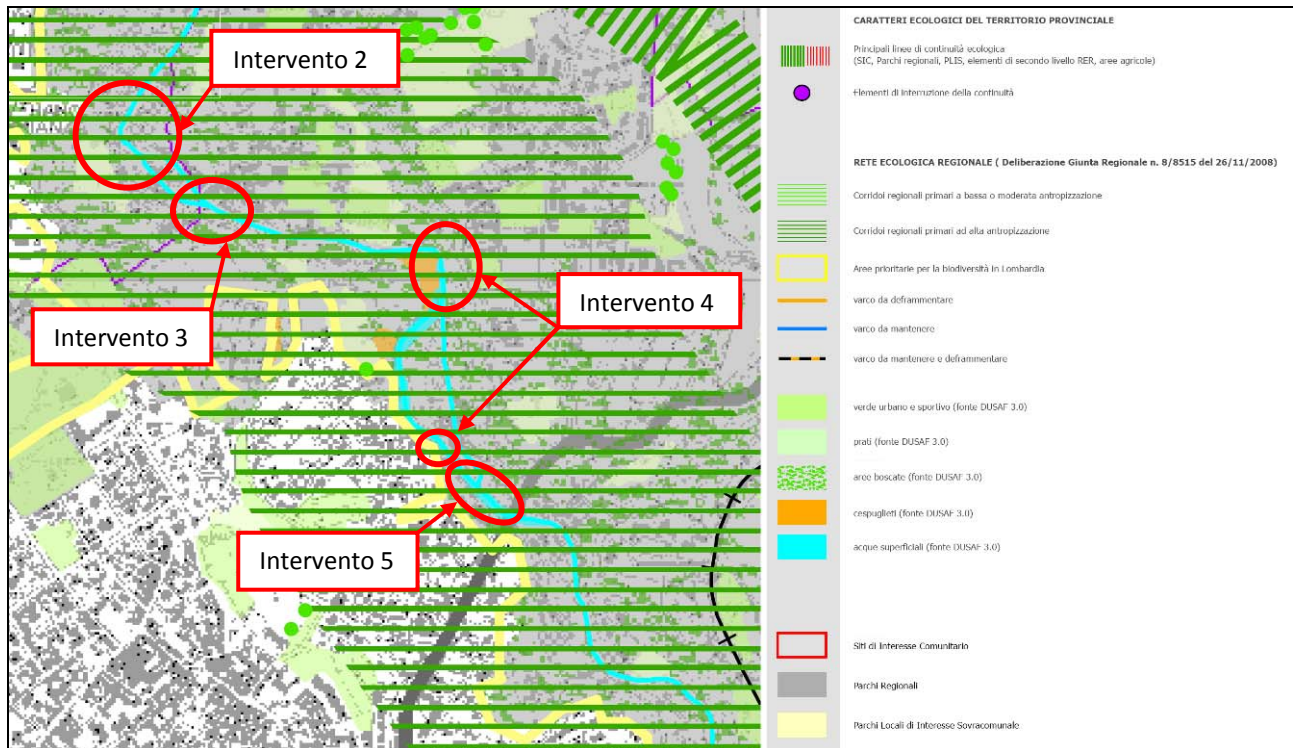 Intervento 2
Intervento 3
Intervento 4
Intervento 5
CARATTERI ECOLOGICI DEL TERRITORIO PROVINCIALE
Principali linee di continuità ecologica
(SIC, Parchi regionali, PLIS, elementi di secondo livello RER, aree agricole)
Elementi di interruzione della continuità
RETE ECOLOGICA REGIONALE ( Deliberazione Giunta Regionale n. 8/8515 del 26/11/2008)
Corridoi regionali primari a bassa o moderata antropizzazione
Corridoi regionali primari ad alta antropizzazione
Aree prioritarie per la biodiversità in Lombardia
varco da deframmentare
varco da mantenere
varco da mantenere e deframmentare
verde urbano e sportivo (fonte DUSAF 3.0)
prati (fonte DUSAF 3.0)
aree boscate (fonte DUSAF 3.0)
cespuglieti (fonte DUSAF 3.0)
acque superficiali (fonte DUSAF 3.0)
Siti di Interesse Comunitario
Parchi Regionali
Parchi Locali di Interesse Sovracomunale